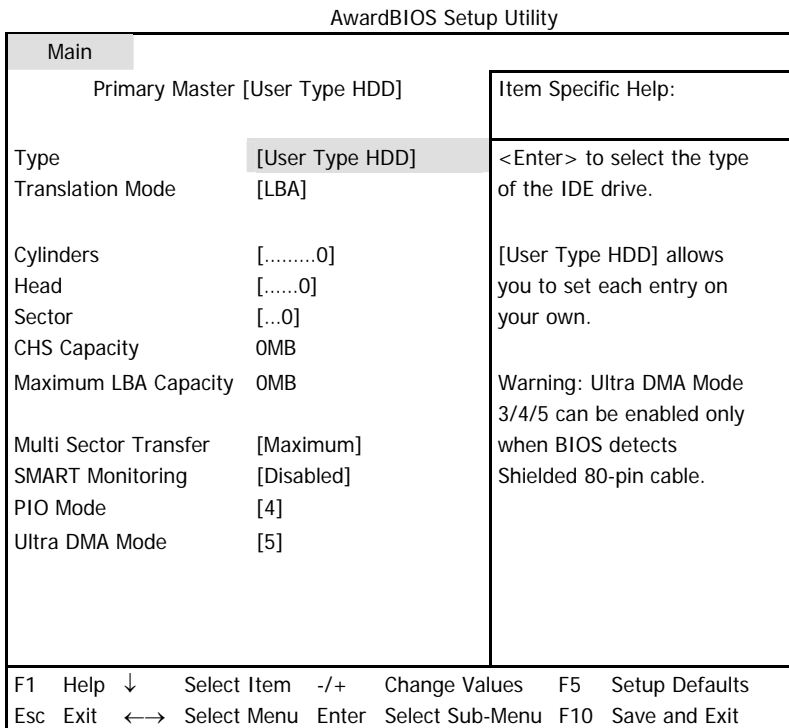 AwardBIOS Setup Utility
Main
Primary Master [User Type HDD]
Item Specific Help:
Type [User Type HDD]
Translation Mode [LBA]
Cylinders [.........0]
Head [......0]
Sector [...0]
CHS Capacity 0MB
Maximum LBA Capacity 0MB
Multi Sector Transfer [Maximum]
SMART Monitoring [Disabled]
PIO Mode [4]
Ultra DMA Mode [5]
<Enter> to select the type
of the IDE drive.
[User Type HDD] allows
you to set each entry on
your own.
Warning: Ultra DMA Mode
3/4/5 can be enabled only
when BIOS detects
Shielded 80-pin cable.
F1 Help ↓ Select Item -/+ Change Values F5 Setup Defaults
Esc Exit ←→ Select Menu Enter Select Sub-Menu F10 Save and Exit